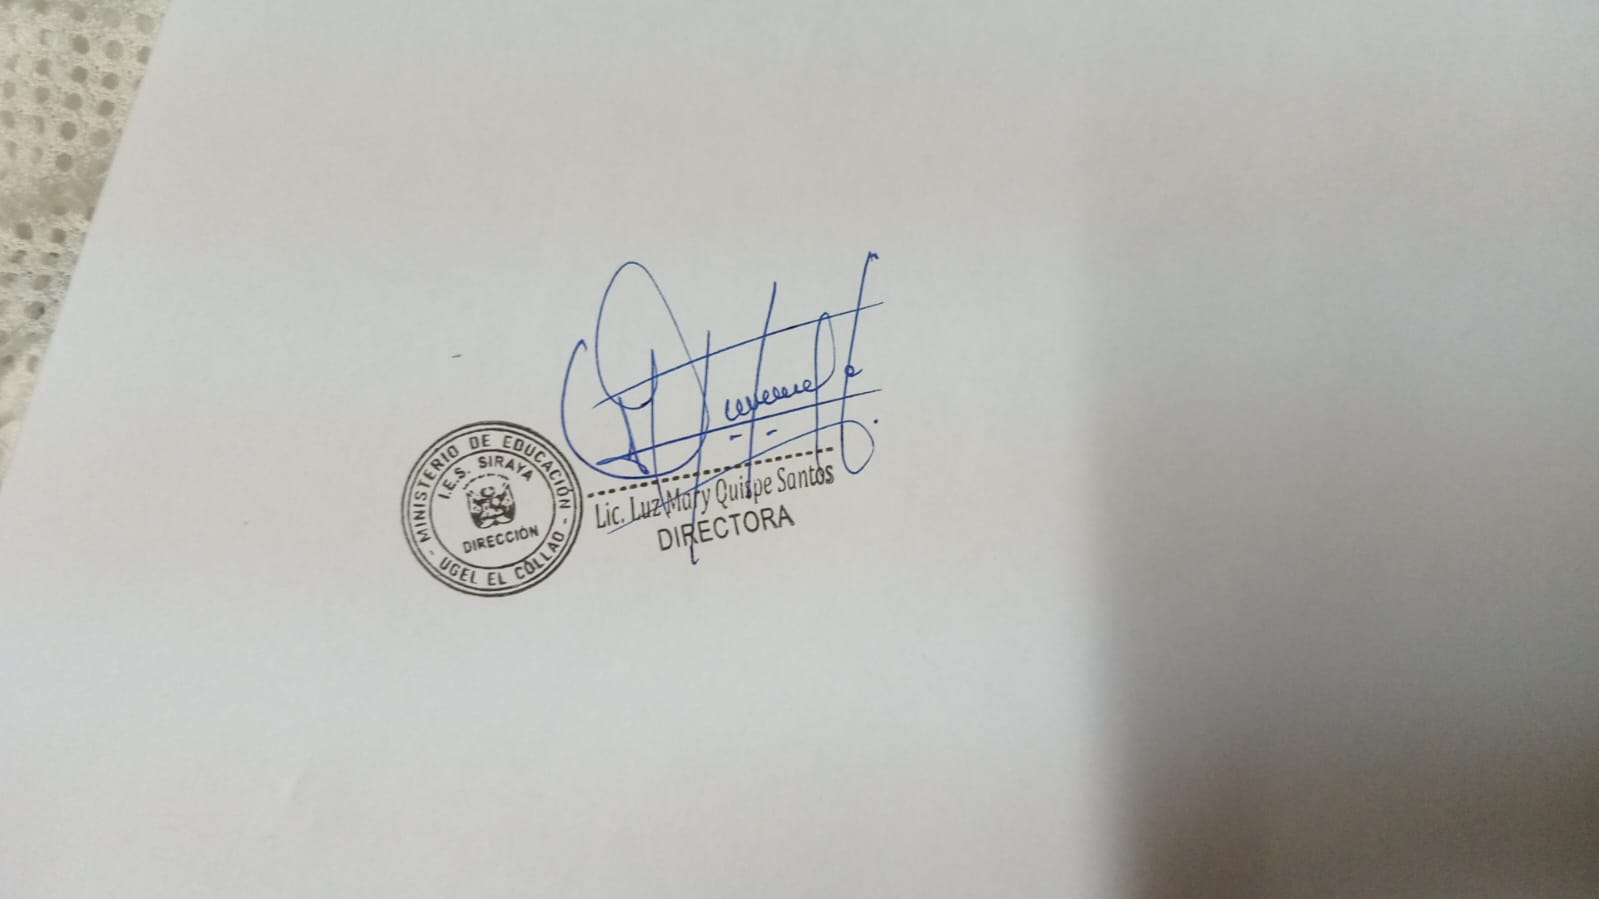 MINISTERIO DE EDUCACIÓN
I.E.S. SIRAYA
DIRECCIÓN
- UGEL EL COLLAO -
Lic. Luz Mary Quispe Santos
DIRECTORA